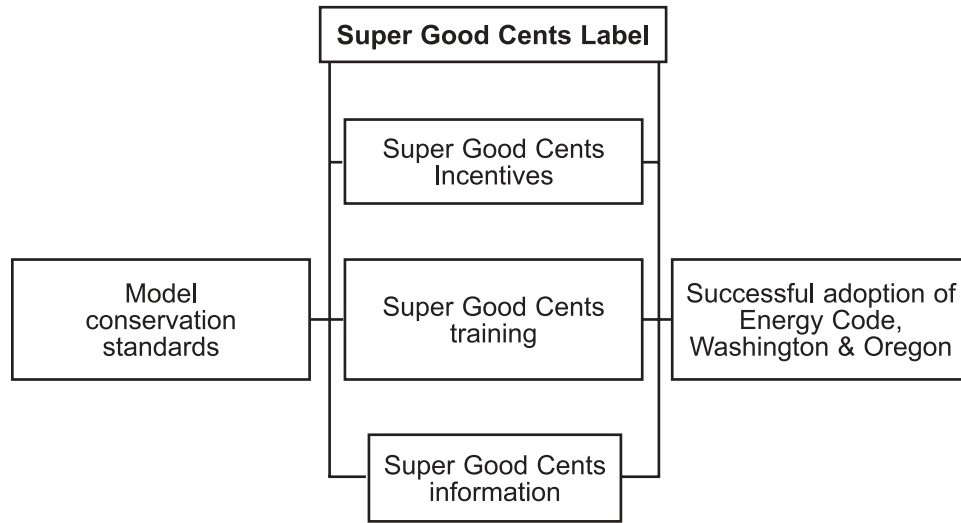 Super Good Cents Label
Super Good Cents
Incentives
Model
conservation
standards
Super Good Cents
training
Successful adoption of
Energy Code,
Washington & Oregon
Super Good Cents
information